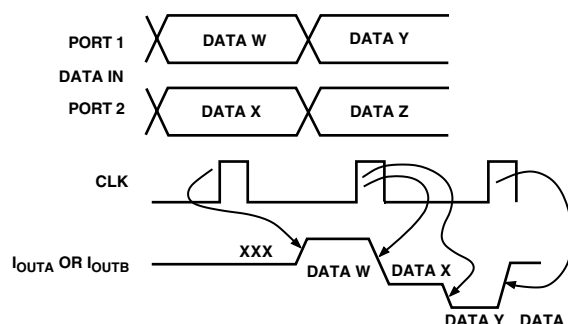 PORT 1
DATA W
DATA Y
DATA IN
PORT 2
DATA X
DATA Z
CLK
XXX
IOUTA OR IOUTB
DATA W
DATA X
DATA Y
DATA